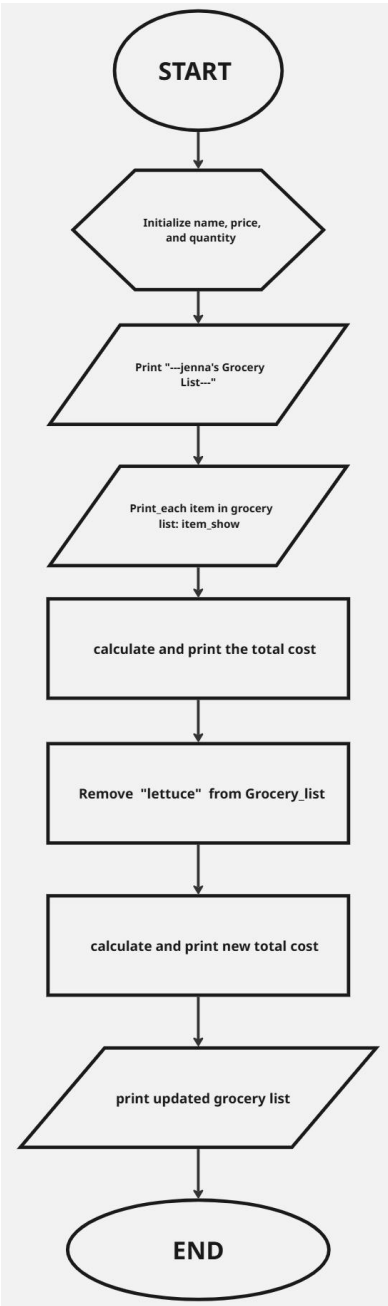 START
Initialize name, price,
and quantity
Print "---jenna's Grocery
List---"
Print_each item in grocery
list: item_show
calculate and print the total cost
Remove "lettuce" from Grocery_list
calculate and print new total cost
print updated grocery list
END